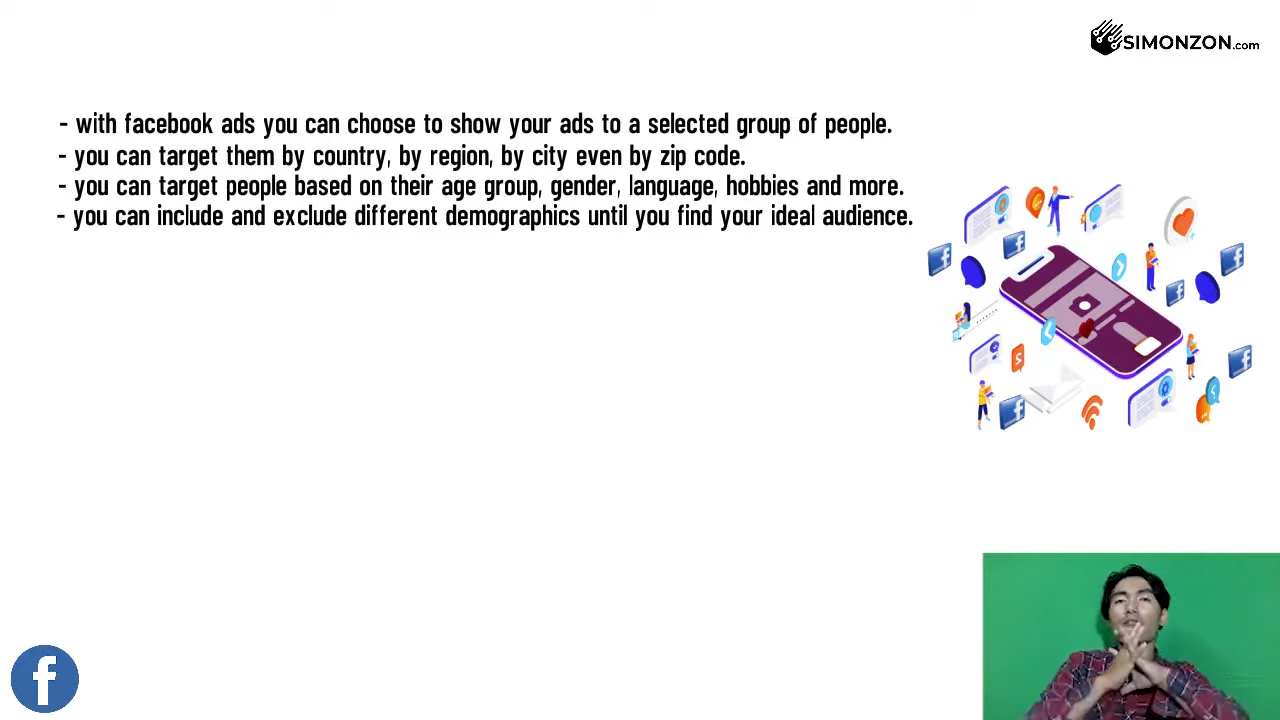 SIMONZON.com
- with facebook ads you can choose to show your ads to a selected group of people.
- you can target them by country, by region, by city even by zip code.
- you can target people based on their age group, gender, language, hobbies and more.
- you can include and exclude different demographics until you find your ideal audience.